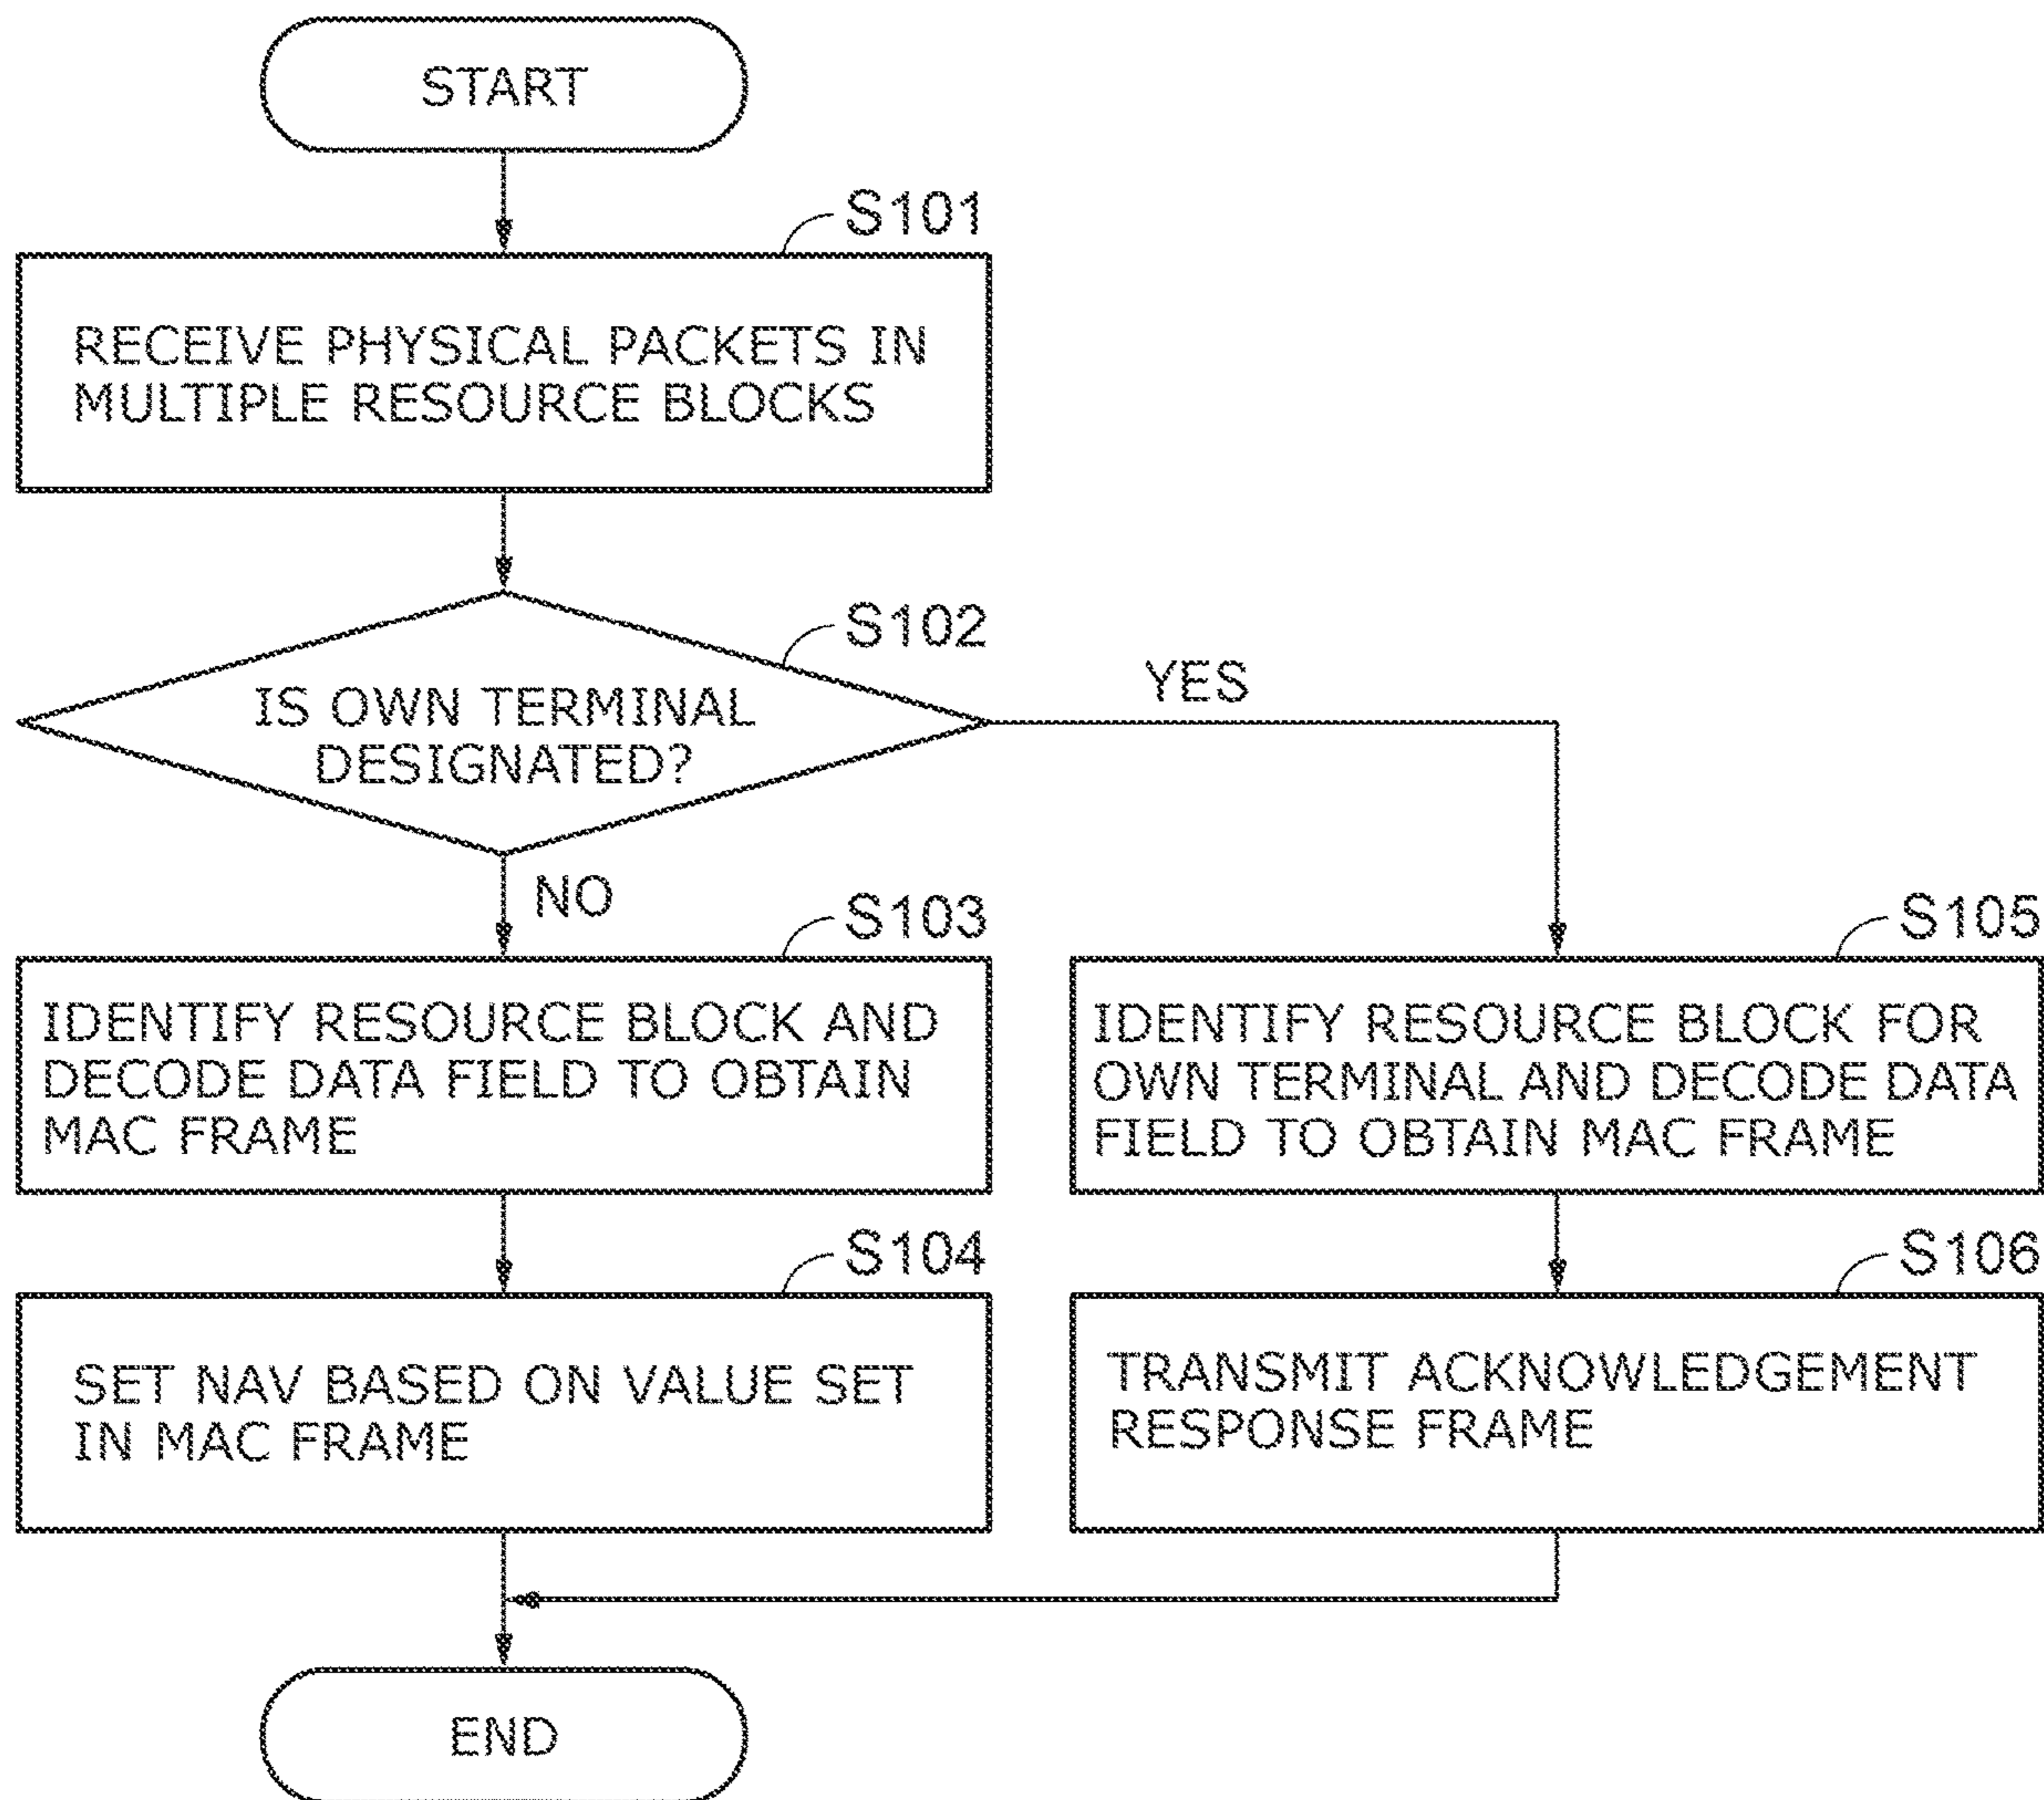 START
S101
RECEIVE PHYSICAL PACKETS IN
MULTIPLE RESOURCE BLOCKS
S102
IS OWN TERMINAL
DESIGNATED?
YES
NO
S103
IDENTIFY RESOURCE BLOCK AND
DECODE DATA FIELD TO OBTAIN
MAC FRAME
S104
SET NAV BASED ON VALUE SET
IN MAC FRAME
S105
IDENTIFY RESOURCE BLOCK FOR
OWN TERMINAL AND DECODE DATA
FIELD TO OBTAIN MAC FRAME
S106
TRANSMIT ACKNOWLEDGEMENT
RESPONSE FRAME
END